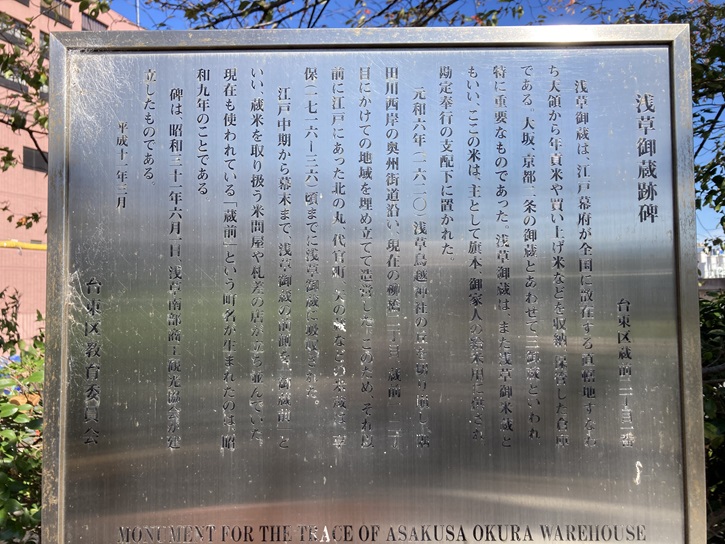 浅草御蔵跡碑
台東区蔵前二丁目一番
浅草御蔵は、江戸幕府が全国に散在する直轄地すなわ
ち天領から年貢米や買い上げ米などを収納、保管した倉庫
である。大坂、京都二条の御蔵とあわせて三御蔵といわれ
特に重要なものであった。浅草御蔵は、また浅草御米蔵と
もいい、ここの米は、主として旗本、御家人の給米用に供され
勘定奉行の支配下に置かれた。
元和六年(一六二〇)浅草鳥越神社の丘を切り崩し、隅
田川西岸の奥州街道沿い、現在の柳橋二丁目、蔵前一、二丁
目にかけての地域を埋め立てて造営した。このため、それ以
前に江戸にあった北の丸、代官町、矢の蔵などの米蔵は、享
保(一七一六〜三六)頃までに浅草御蔵に吸収された。
江戸中期から幕末まで、浅草御蔵の前側を「御蔵前」と
いい、蔵米を取り扱う米問屋や札差の店が立ち並んでいた。
現在も使われている「蔵前」という町名が生まれたのは、昭
和九年のことである。
碑は、昭和三十一年六月一日、浅草南部商工観光協会が建
立したものである。
平成十一年三月
台東区教育委員会
MONUMENT FOR THE TRACE OF ASAKUSA OKURA WAREHOUSE